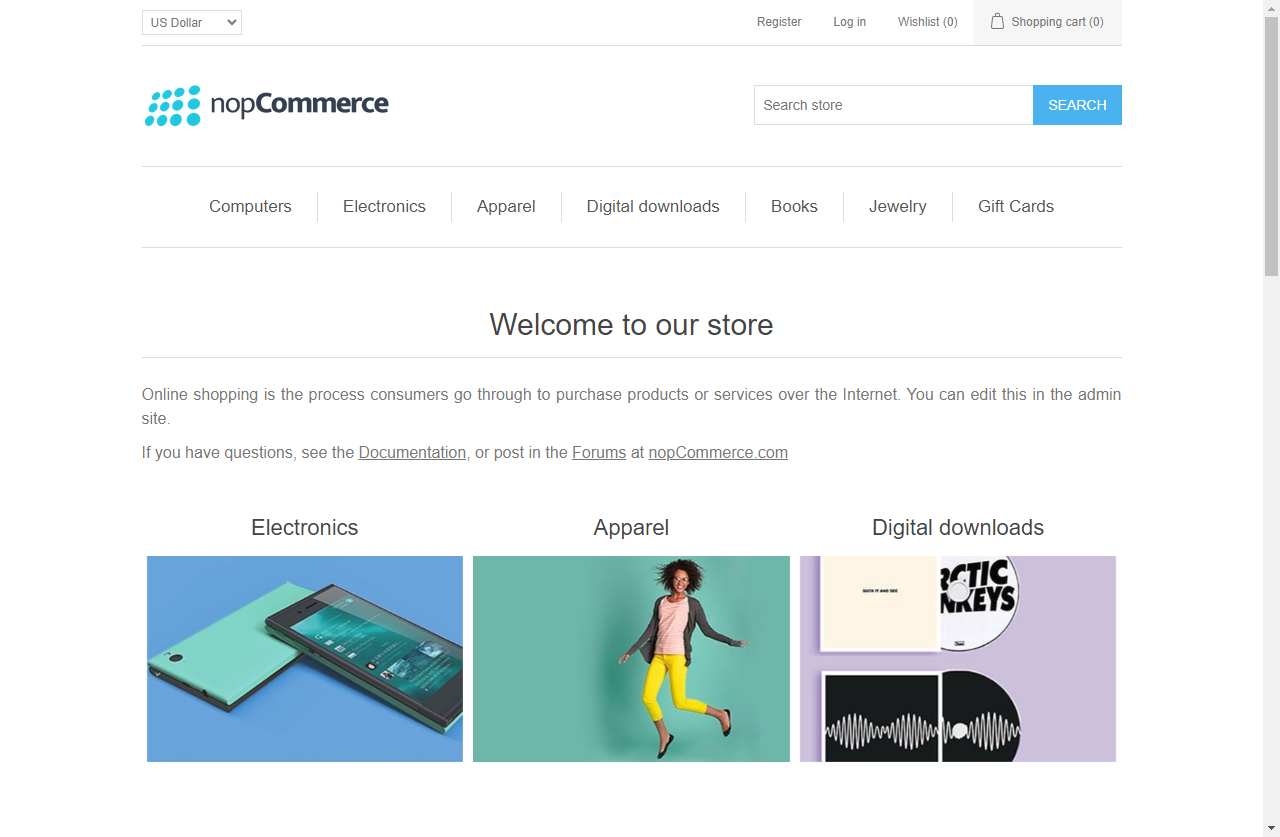 US Dollar
Register
Log in
Wishlist (0)
Shopping cart (0)
nopCommerce
Search store
SEARCH
Computers
Electronics
Apparel
Digital downloads
Books
Jewelry
Gift Cards
Welcome to our store
Online shopping is the process consumers go through to purchase products or services over the Internet. You can edit this in the admin
site.
If you have questions, see the Documentation, or post in the Forums at nopCommerce.com
Electronics
Apparel
Digital downloads
SUCK IT AND SEE